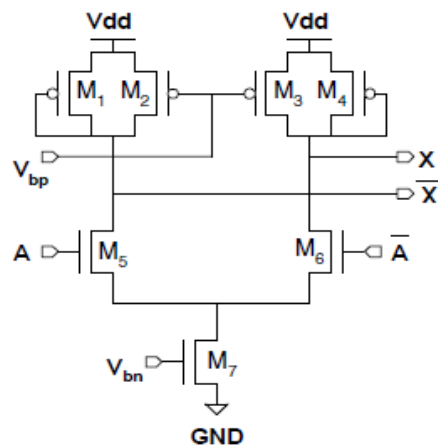 Vdd Vdd
M1 M2 M3 M4
Vbp
X
X̅
A M5 M6 A̅
Vbn M7
GND